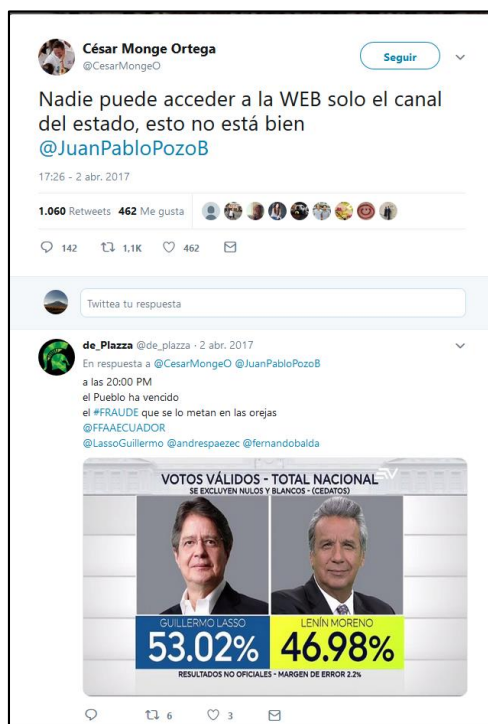 César Monge Ortega
@CesarMongeO
Seguir
Nadie puede acceder a la WEB solo el canal
del estado, esto no está bien
@JuanPabloPozoB
17:26 - 2 abr. 2017
1.060 Retweets 462 Me gusta
142 1,1K 462
Twittea tu respuesta
de_Plazza @de_plazza · 2 abr. 2017
En respuesta a @CesarMongeO @JuanPabloPozoB
a las 20:00 PM
el Pueblo ha vencido
el #FRAUDE que se lo metan en las orejas
@FFAAECUADOR
@LassoGuillermo @andrespaezec @fernandobalda
VOTOS VÁLIDOS - TOTAL NACIONAL
SE EXCLUYEN NULOS Y BLANCOS - (CEDATOS)
GUILLERMO LASSO LENÍN MORENO
53.02% 46.98%
RESULTADOS NO OFICIALES - MARGEN DE ERROR 2.2%
6 3